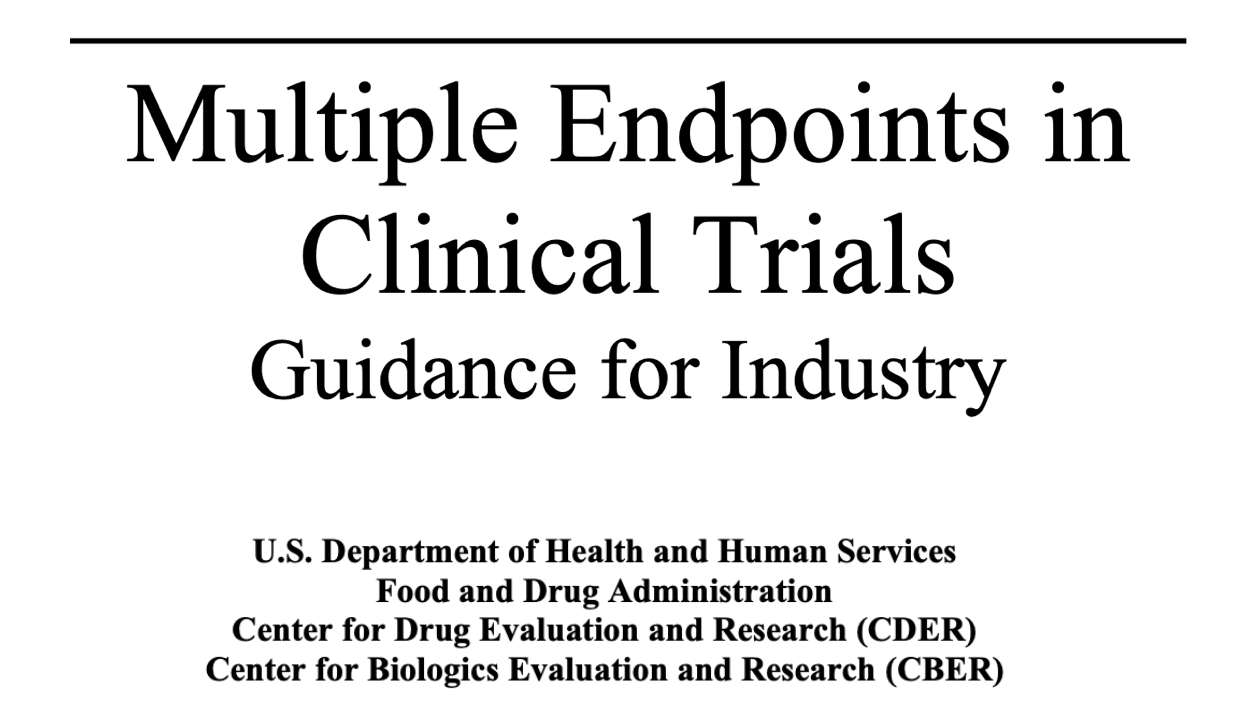 Multiple Endpoints in
Clinical Trials
Guidance for Industry
U.S. Department of Health and Human Services
Food and Drug Administration
Center for Drug Evaluation and Research (CDER)
Center for Biologics Evaluation and Research (CBER)